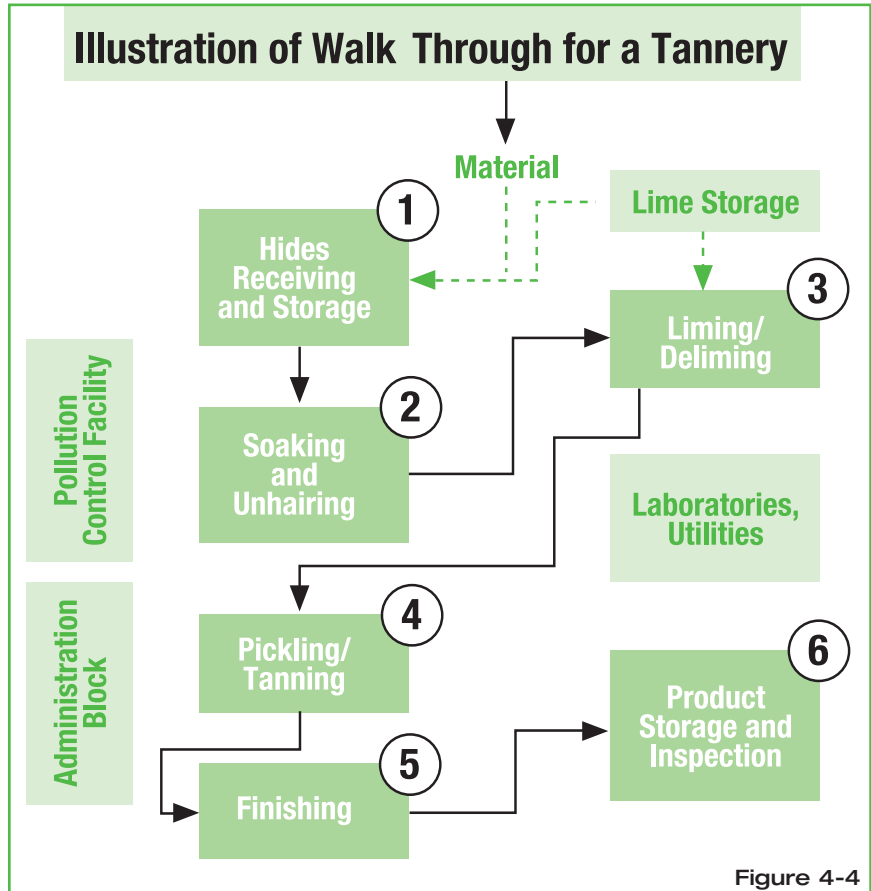 Illustration of Walk Through for a Tannery
Material
Lime Storage
1
Hides
Receiving
and Storage
3
Liming/
Deliming
Pollution
Control Facility
2
Soaking
and
Unhairing
Laboratories,
Utilities
Administration
Block
4
Pickling/
Tanning
6
Product
Storage and
Inspection
5
Finishing
Figure 4-4